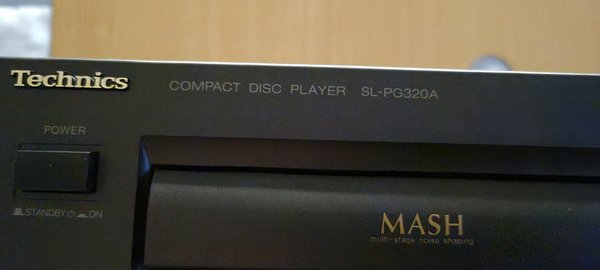 Technics
COMPACT DISC PLAYER SL-PG320A
POWER
STANDBY ON
MASH
multi-stage noise shaping